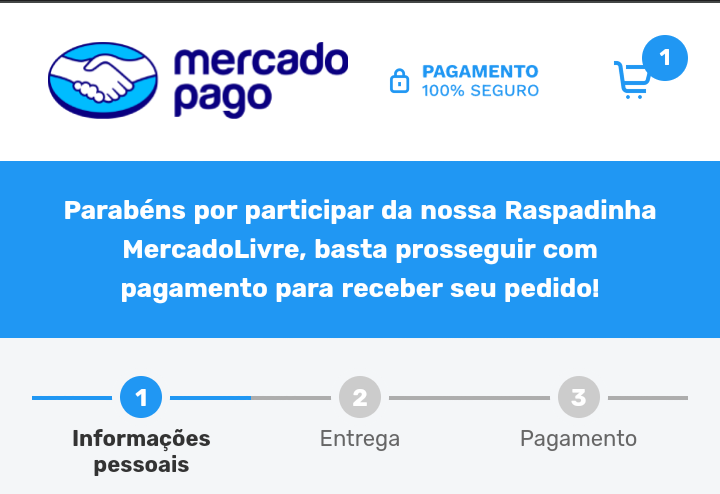 mercado
pago
PAGAMENTO
100% SEGURO
1
Parabéns por participar da nossa Raspadinha
MercadoLivre, basta prosseguir com
pagamento para receber seu pedido!
1
2
3
Informações
pessoais
Entrega
Pagamento